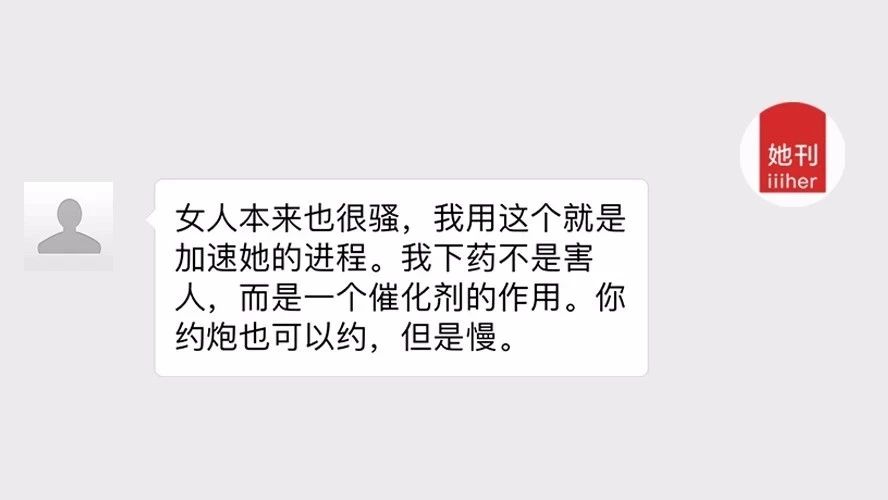 她刊
iiiher
女人本来也很骚，我用这个就是
加速她的进程。我下药不是害
人，而是一个催化剂的作用。你
约炮也可以约，但是慢。